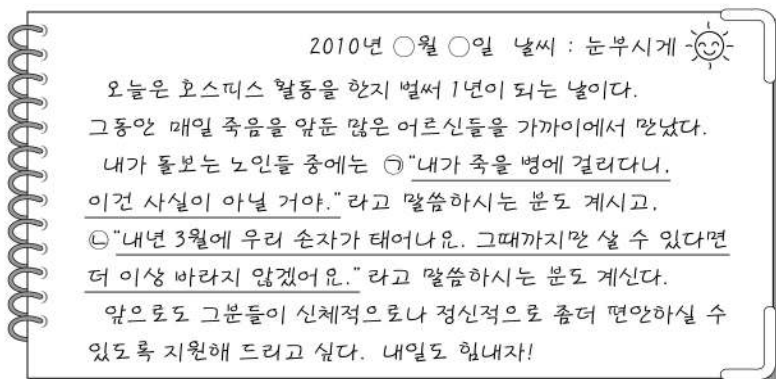 2010년 ○월 ○일 날씨 : 눈부시게
오늘은 호스피스 활동을 한지 벌써 1년이 되는 날이다.
그동안 매일 죽음을 앞둔 많은 어르신들을 가까이에서 만났다.
내가 돌보는 노인들 중에는 ㉠“내가 죽을 병에 걸리다니,
이건 사실이 아닐 거야.”라고 말씀하시는 분도 계시고,
㉡“내년 3월에 우리 손자가 태어나요. 그때까지만 살 수 있다면
더 이상 바라지 않겠어요.”라고 말씀하시는 분도 계신다.
앞으로도 그분들이 신체적으로나 정신적으로 좀더 편안하실 수
있도록 지원해 드리고 싶다. 내일도 힘내자!